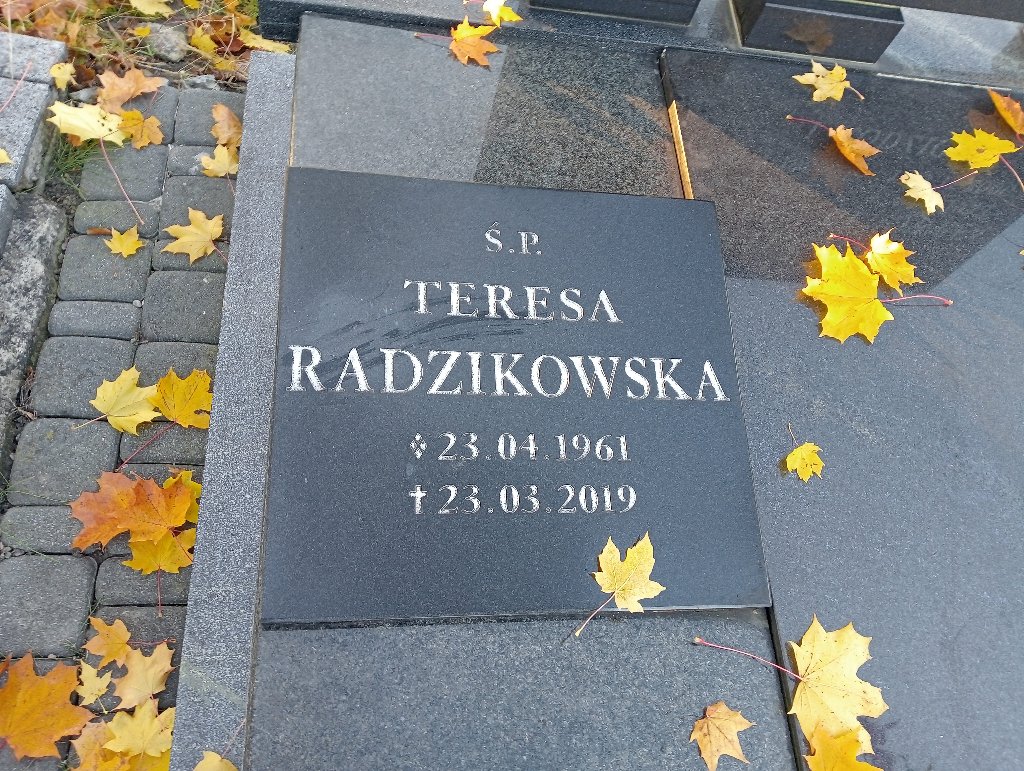 Ś.P.
TERESA
RADZIKOWSKA
23.04.1961
✝ 23.03.2019